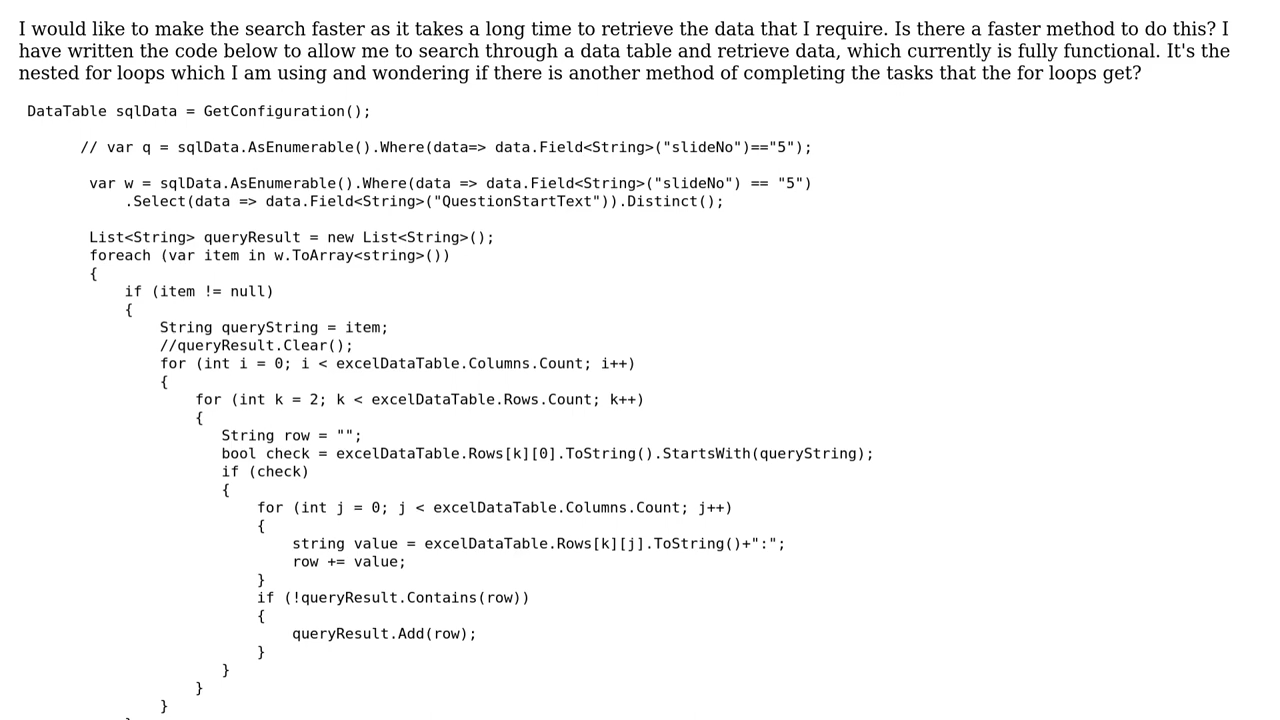 I would like to make the search faster as it takes a long time to retrieve the data that I require. Is there a faster method to do this? I
have written the code below to allow me to search through a data table and retrieve data, which currently is fully functional. It's the
nested for loops which I am using and wondering if there is another method of completing the tasks that the for loops get?
DataTable sqlData = GetConfiguration();
// var q = sqlData.AsEnumerable().Where(data=> data.Field<String>("slideNo")=="5");
var w = sqlData.AsEnumerable().Where(data => data.Field<String>("slideNo") == "5")
.Select(data => data.Field<String>("QuestionStartText")).Distinct();
List<String> queryResult = new List<String>();
foreach (var item in w.ToArray<string>())
{
if (item != null)
{
String queryString = item;
//queryResult.Clear();
for (int i = 0; i < excelDataTable.Columns.Count; i++)
{
for (int k = 2; k < excelDataTable.Rows.Count; k++)
{
String row = "";
bool check = excelDataTable.Rows[k][0].ToString().StartsWith(queryString);
if (check)
{
for (int j = 0; j < excelDataTable.Columns.Count; j++)
{
string value = excelDataTable.Rows[k][j].ToString()+":";
row += value;
}
if (!queryResult.Contains(row))
{
queryResult.Add(row);
}
}
}
}